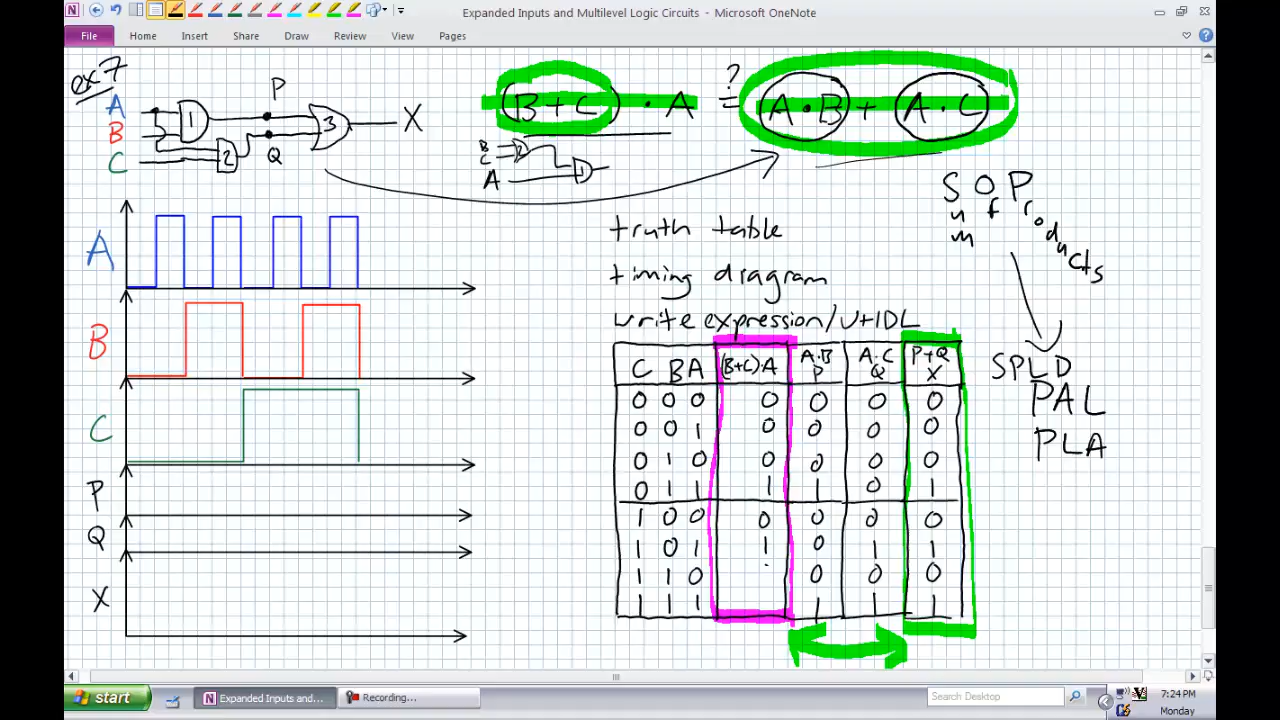 Expanded Inputs and Multilevel Logic Circuits - Microsoft OneNote
File Home Insert Share Draw Review View Pages
ex 7
A
B
C
1
2
3
P
Q
X
(B+C) · A ?= A·B + A·C
B
C
A
2
1
SOP
Sum of Products
truth table
timing diagram
write expression/VHDL
SPLD
PAL
PLA
A
B
C
P
Q
X
C B A (B+C)·A A·B P A·C Q P+Q X
0 0 0 0 0 0 0
0 0 1 0 0 0 0
0 1 0 0 0 0 0
0 1 1 1 1 0 1
1 0 0 0 0 0 0
1 0 1 1 0 1 1
1 1 0 0 0 0
1 1 1 1 1 1
start
Expanded Inputs and...
Recording...
Search Desktop
7:24 PM
Monday